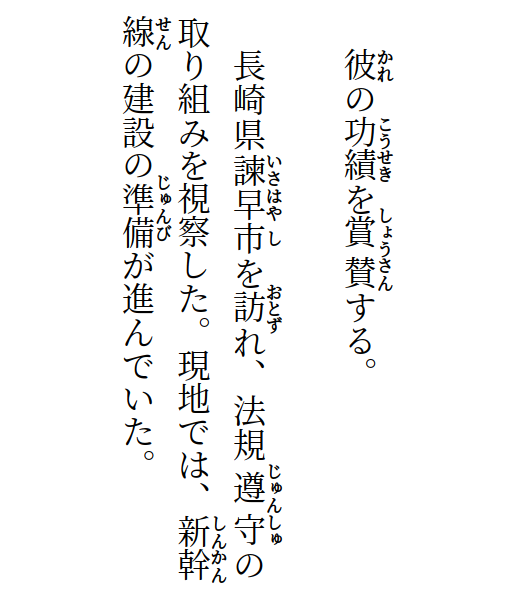 彼の功績を賞賛する。
長崎県諫早市を訪れ、法規遵守の
取り組みを視察した。現地では、新幹
線の建設の準備が進んでいた。